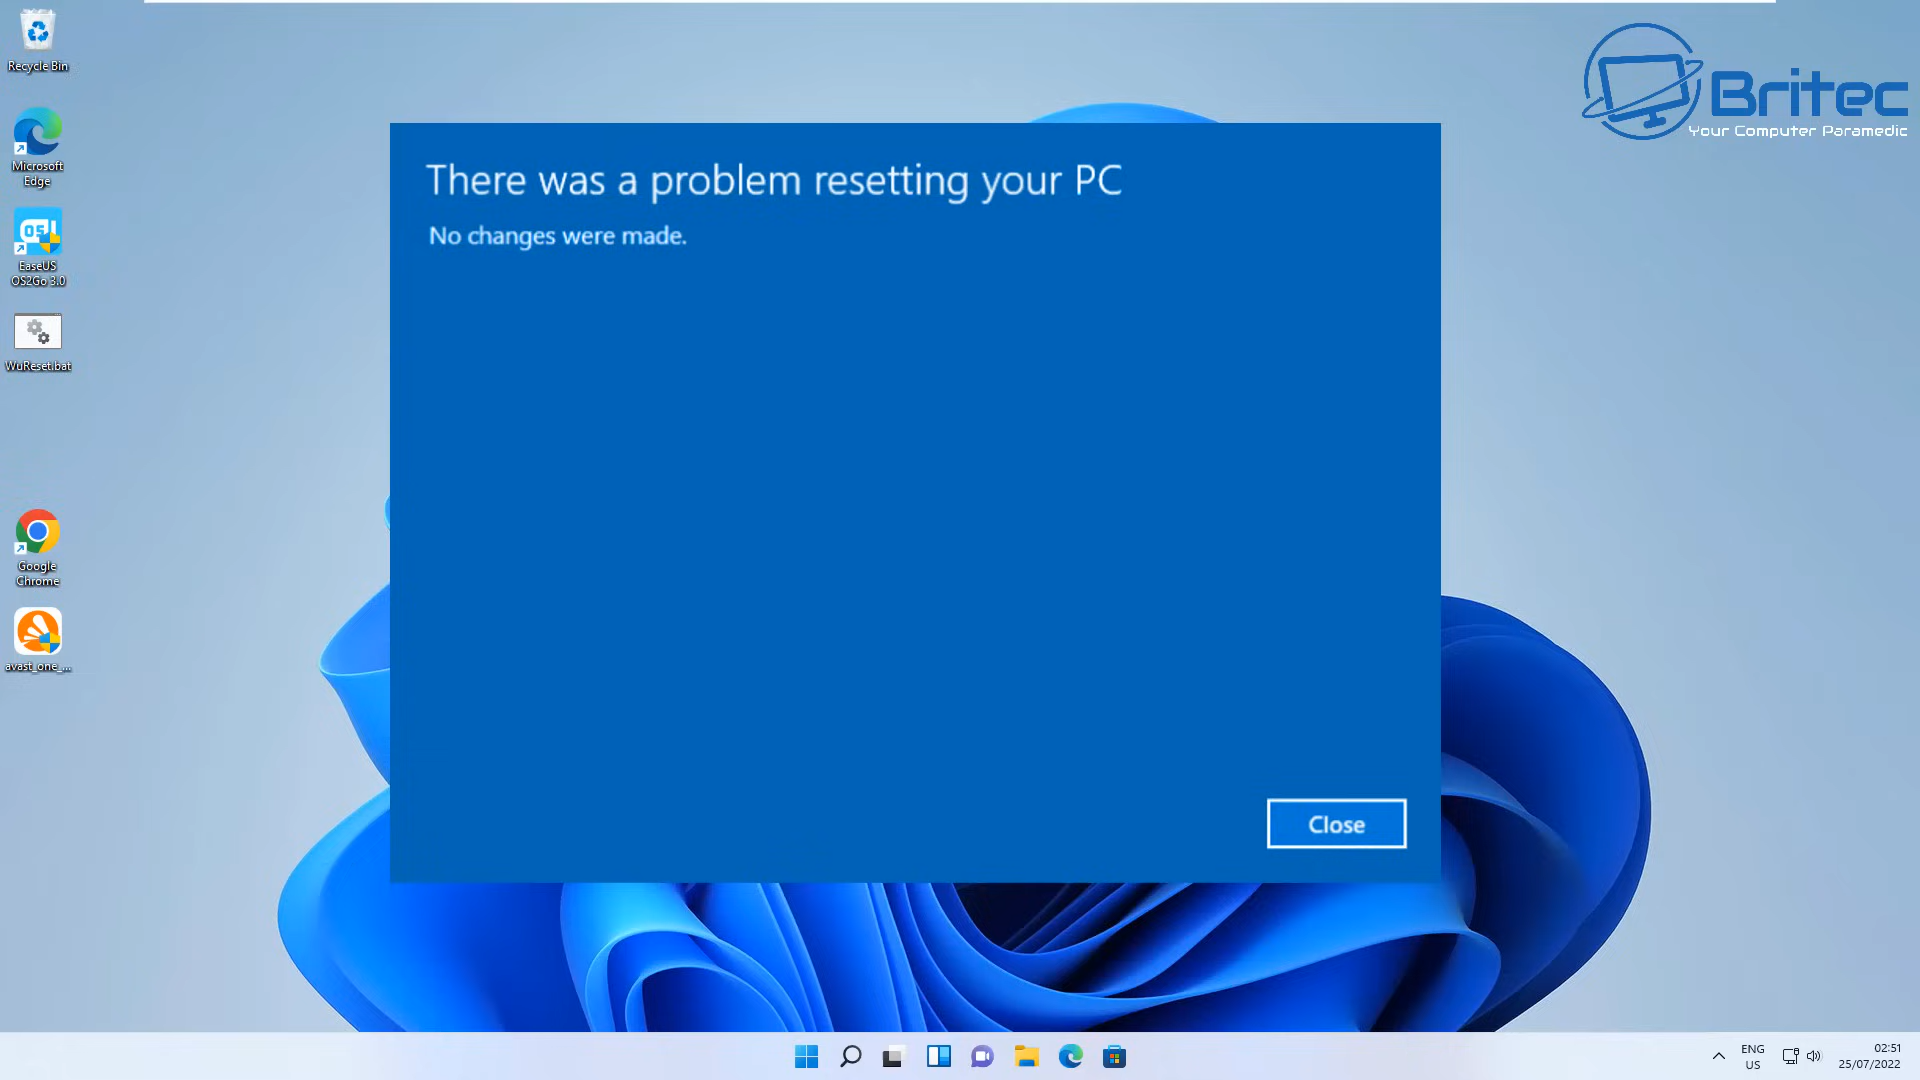 Recycle Bin
Britec
Your Computer Paramedic
There was a problem resetting your PC
No changes were made.
Microsoft
Edge
OS
EaseUS
OS2Go 3.0
WuReset.bat
Google
Chrome
avast_one_...
Close
ENG
US
02:51
25/07/2022